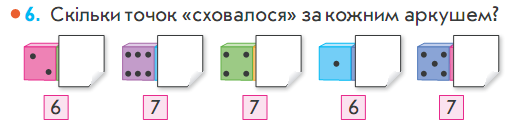 6. Скільки точок «сховалося» за кожним аркушем?
6 7 7 6 7